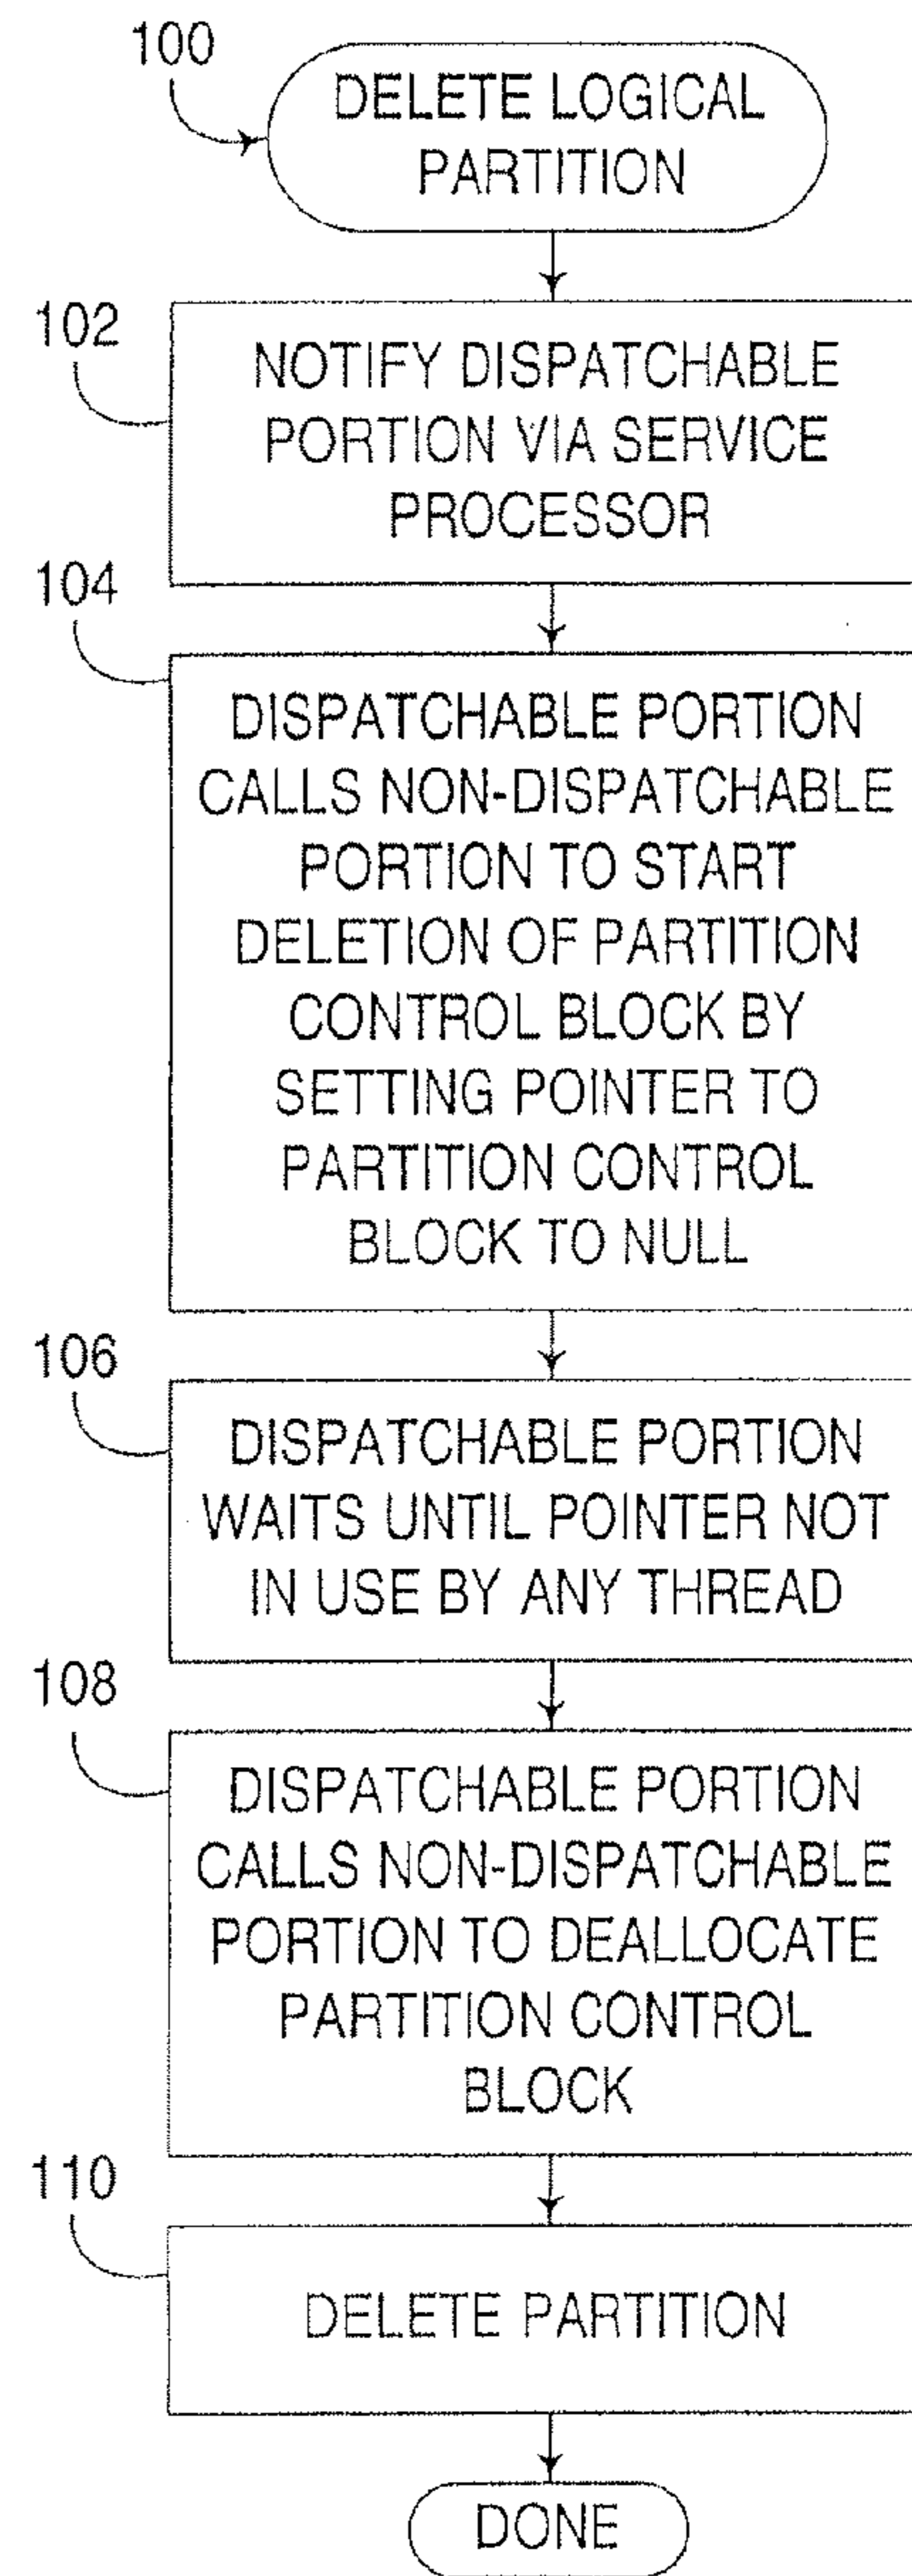 100
DELETE LOGICAL
PARTITION
102
NOTIFY DISPATCHABLE
PORTION VIA SERVICE
PROCESSOR
104
DISPATCHABLE PORTION
CALLS NON-DISPATCHABLE
PORTION TO START
DELETION OF PARTITION
CONTROL BLOCK BY
SETTING POINTER TO
PARTITION CONTROL
BLOCK TO NULL
106
DISPATCHABLE PORTION
WAITS UNTIL POINTER NOT
IN USE BY ANY THREAD
108
DISPATCHABLE PORTION
CALLS NON-DISPATCHABLE
PORTION TO DEALLOCATE
PARTITION CONTROL
BLOCK
110
DELETE PARTITION
DONE